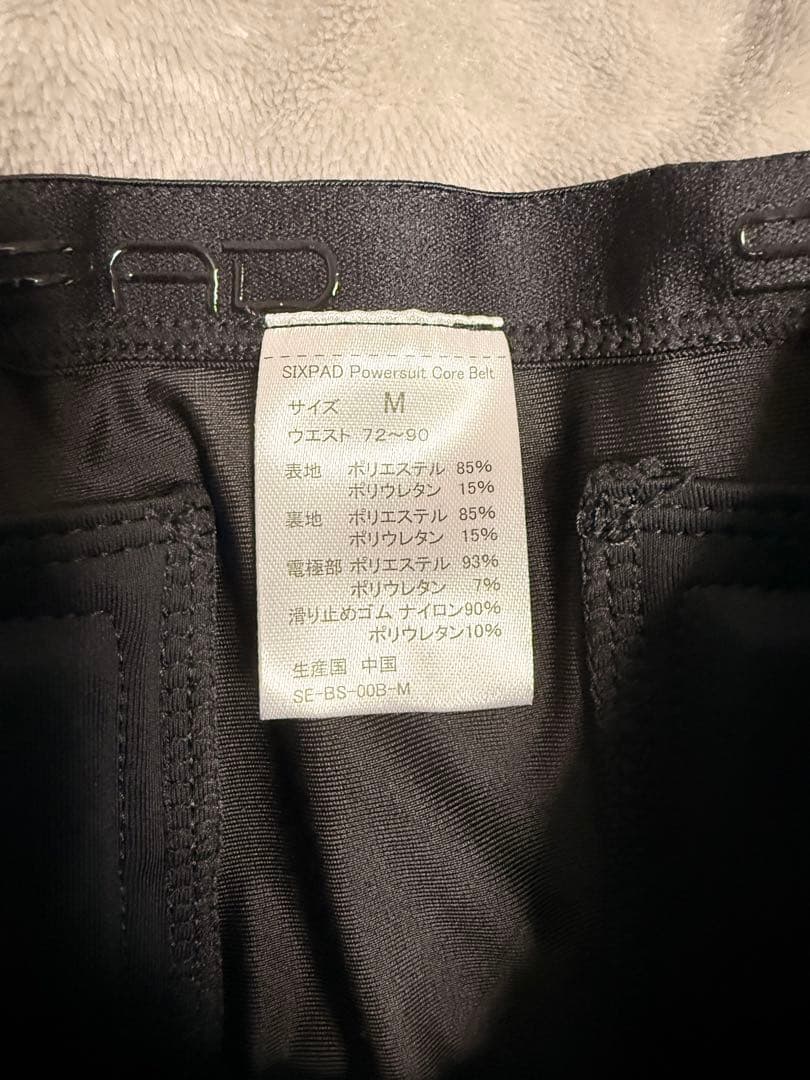 PAD
SIXPAD Powersuit Core Belt
サイズ M
ウエスト 72～90
表地 ポリエステル 85%
ポリウレタン 15%
裏地 ポリエステル 85%
ポリウレタン 15%
電極部 ポリエステル 93%
ポリウレタン 7%
滑り止めゴム ナイロン90%
ポリウレタン10%
生産国 中国
SE-BS-00B-M